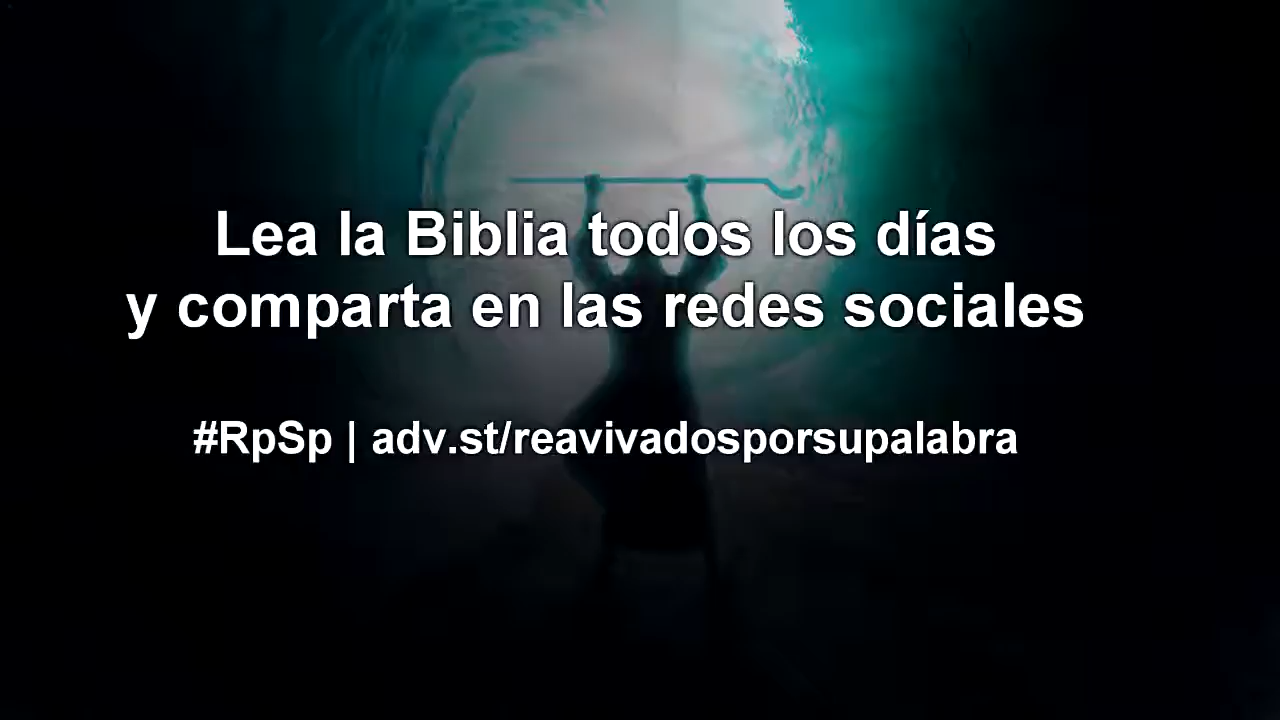 Lea la Biblia todos los días
y comparta en las redes sociales
#RpSp | adv.st/reavivadosporsupalabra